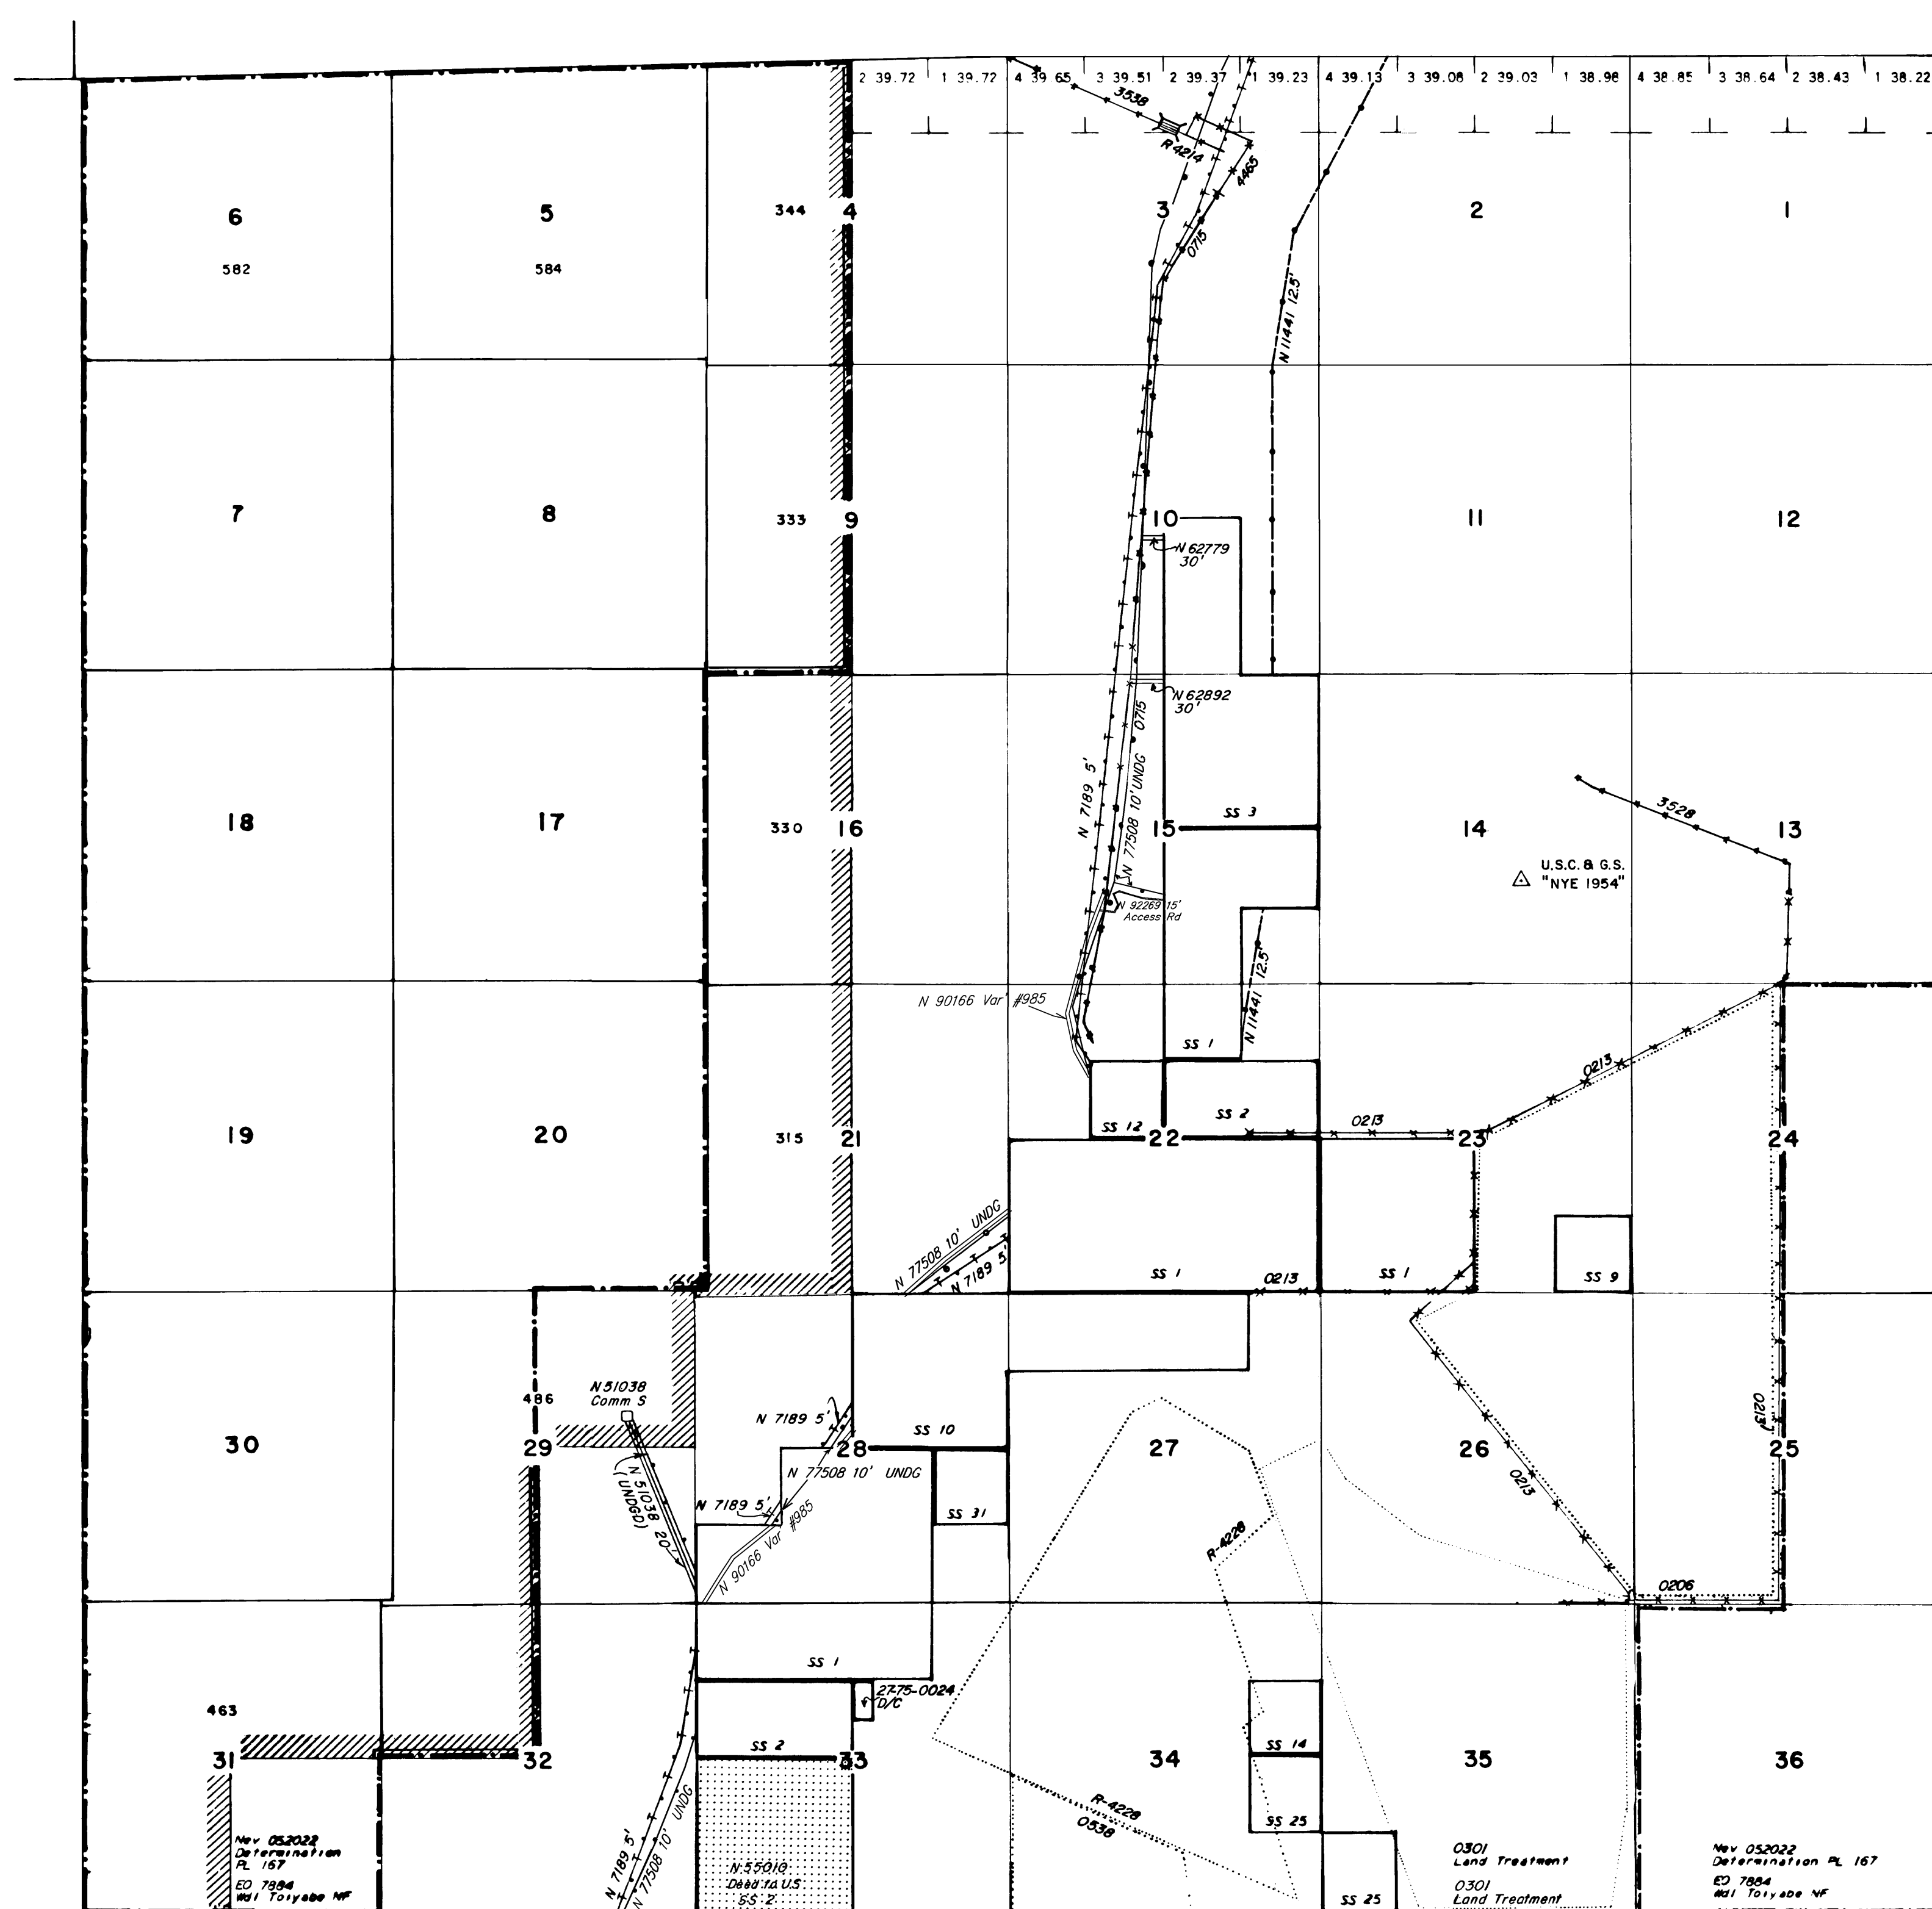 2 39.72 1 39.72 4 39.65 3 39.51 2 39.37 1 39.23 4 39.13 3 39.08 2 39.03 1 38.98 4 38.85 3 38.64 2 38.43 1 38.22
3538
R 4214
4465
6
5
344
4
3
2
1
582
584
0715
N 11441 12.5'
7
8
333
9
10
11
12
N 62779
30'
N 62892
30'
0715
N 7189 5'
N 77508 10' UNDG
18
17
330
16
15
SS 3
14
3528
13
U.S.C. & G.S.
"NYE 1954"
N 92269 15'
Access Rd
N 11441 12.5'
N 90166 Var' #985
SS 1
0213
19
20
315
21
SS 12
22
SS 2
0213
23
24
N 77508 10' UNDG
N 7189 5'
SS 1
0213
SS 1
SS 9
N 51038
Comm S
486
N 7189 5'
SS 10
0213
30
29
28
27
26
25
N 77508 10' UNDG
N 51038 20'
(UNDGD)
N 7189 5'
SS 31
0213
N 90166 Var #985
R-4228
0206
SS 1
27-75-0024
D/C
463
31
32
SS 2
33
34
SS 14
35
36
R-4228
0538
SS 25
N 7189 5'
N 77508 10' UNDG
Nev 052022
Determination
PL 167
EO 7884
Wdl Toiyabe NF
N 55010
Deed to U.S
SS 2
SS 25
0301
Land Treatment
0301
Land Treatment
Nev 052022
Determination PL 167
EO 7884
Wdl Toiyabe NF